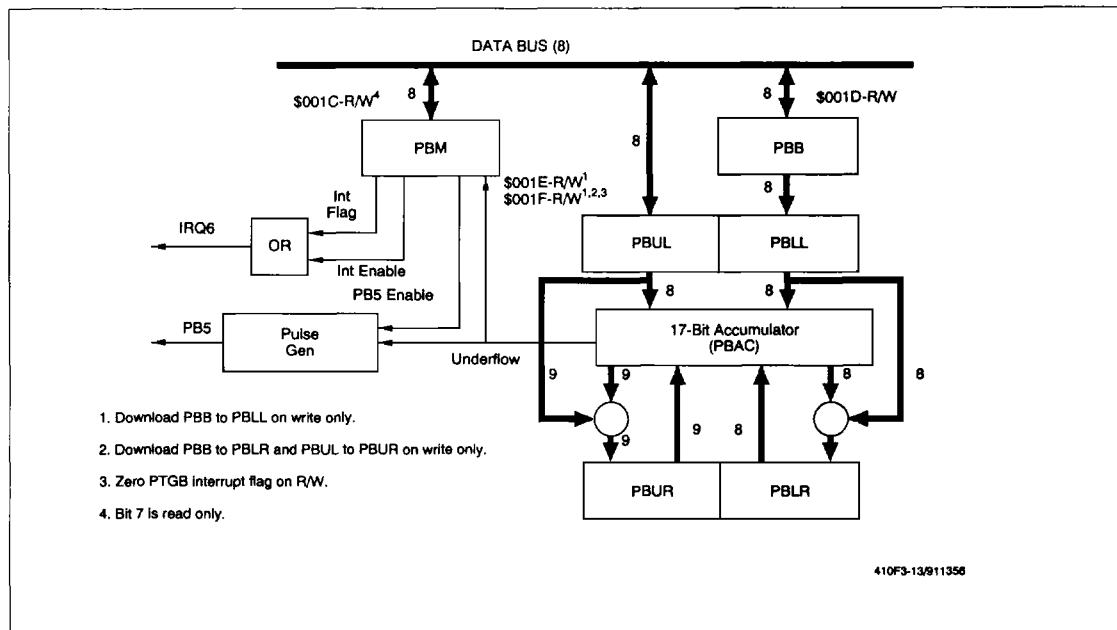 DATA BUS (8)
$001C-R/W4
8
8
$001D-R/W
PBM
8
PBB
$001E-R/W1
$001F-R/W1,2,3
8
Int
Flag
IRQ6
OR
PBUL
PBLL
Int Enable
PB5 Enable
8
8
PB5
Pulse
Gen
17-Bit Accumulator
(PBAC)
Underflow
9
9
8
8
1. Download PBB to PBLL on write only.
9
9
8
2. Download PBB to PBLR and PBUL to PBUR on write only.
3. Zero PTGB interrupt flag on R/W.
PBUR
PBLR
4. Bit 7 is read only.
410F3-13/911356